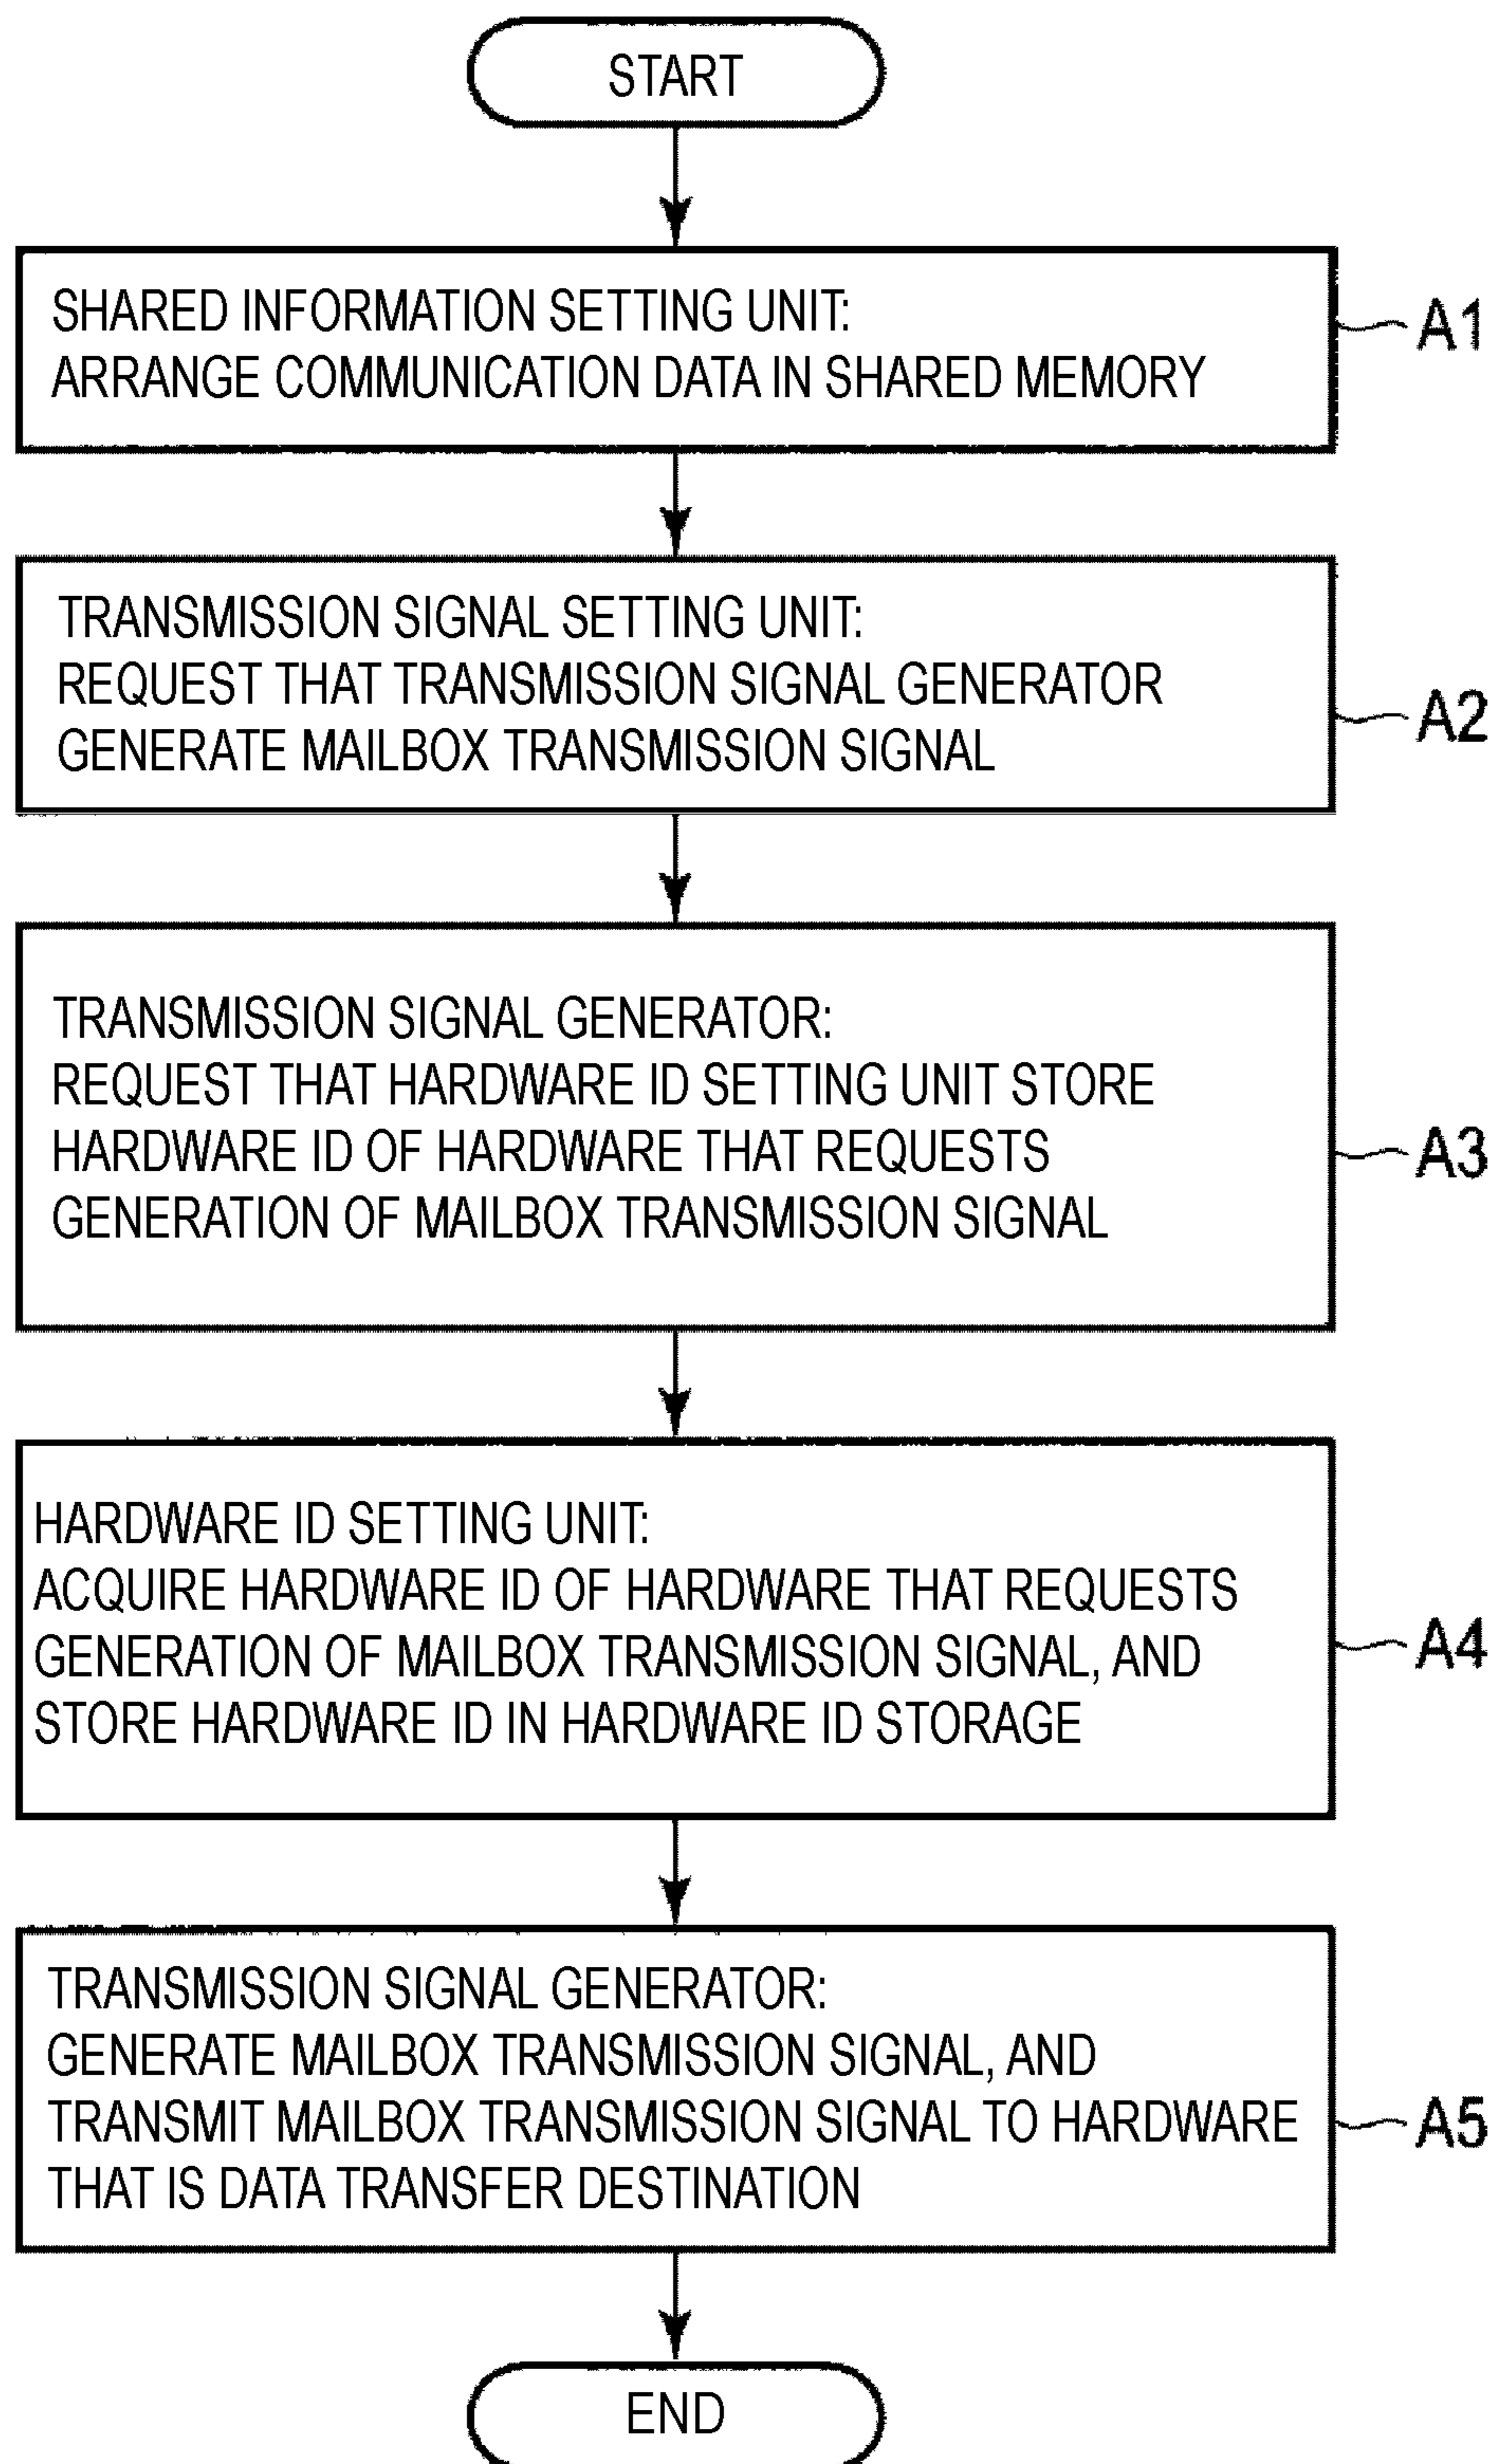 START
SHARED INFORMATION SETTING UNIT:
ARRANGE COMMUNICATION DATA IN SHARED MEMORY
A1
TRANSMISSION SIGNAL SETTING UNIT:
REQUEST THAT TRANSMISSION SIGNAL GENERATOR
GENERATE MAILBOX TRANSMISSION SIGNAL
A2
TRANSMISSION SIGNAL GENERATOR:
REQUEST THAT HARDWARE ID SETTING UNIT STORE
HARDWARE ID OF HARDWARE THAT REQUESTS
GENERATION OF MAILBOX TRANSMISSION SIGNAL
A3
HARDWARE ID SETTING UNIT:
ACQUIRE HARDWARE ID OF HARDWARE THAT REQUESTS
GENERATION OF MAILBOX TRANSMISSION SIGNAL, AND
STORE HARDWARE ID IN HARDWARE ID STORAGE
A4
TRANSMISSION SIGNAL GENERATOR:
GENERATE MAILBOX TRANSMISSION SIGNAL, AND
TRANSMIT MAILBOX TRANSMISSION SIGNAL TO HARDWARE
THAT IS DATA TRANSFER DESTINATION
A5
END